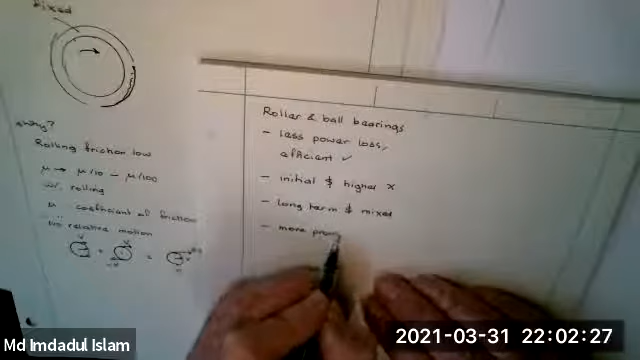 Fixed
Why?
Rolling friction low
μ → μ/10 – μ/100
w/ rolling
μ coefficient of friction
No relative motion
Roller & ball bearings
- Less power loss,
efficient ✓
- initial $ higher x
- Long term $ mixed
- more pro
Md Imdadul Islam
2021-03-31 22:02:27